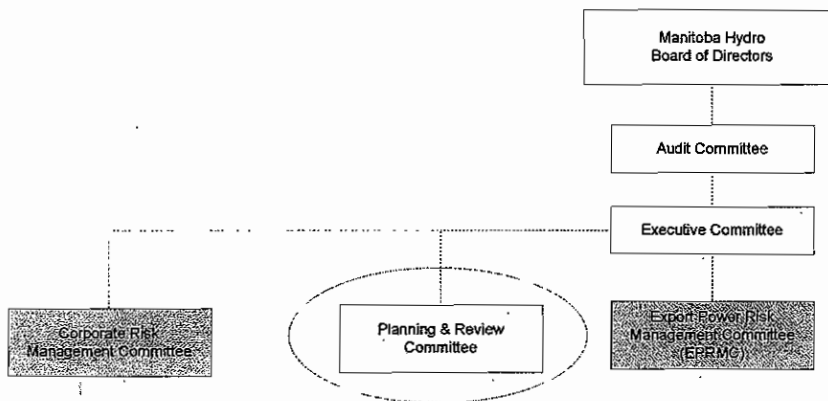 Manitoba Hydro
Board of Directors
Audit Committee
Executive Committee
Corporate Risk
Management Committee
Planning & Review
Committee
Export Power Risk
Management Committee
(EPRMC)